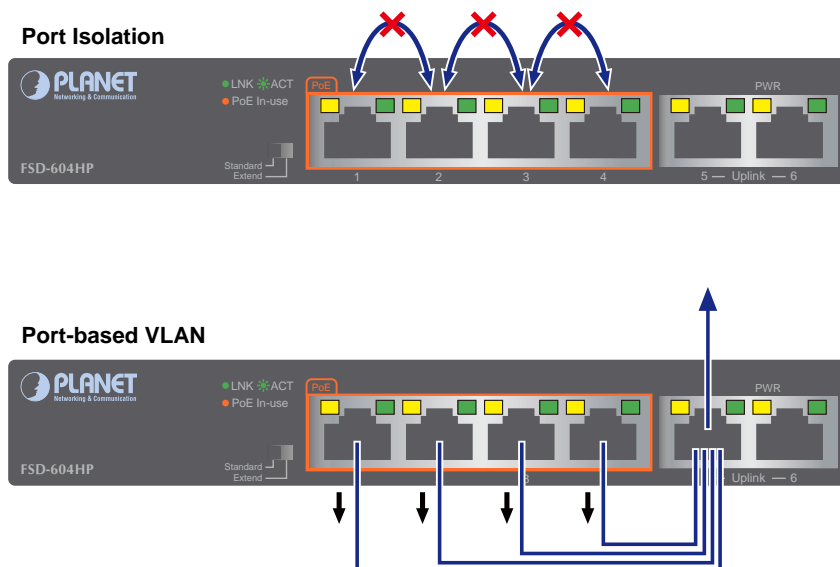 Port Isolation
PLANET
Networking & Communication
LNK ACT
PoE In-use
PoE
PWR
FSD-604HP
Standard
Extend
1 2 3 4 5 — Uplink — 6
Port-based VLAN
PLANET
Networking & Communication
LNK ACT
PoE In-use
PoE
PWR
FSD-604HP
Standard
Extend
Uplink — 6